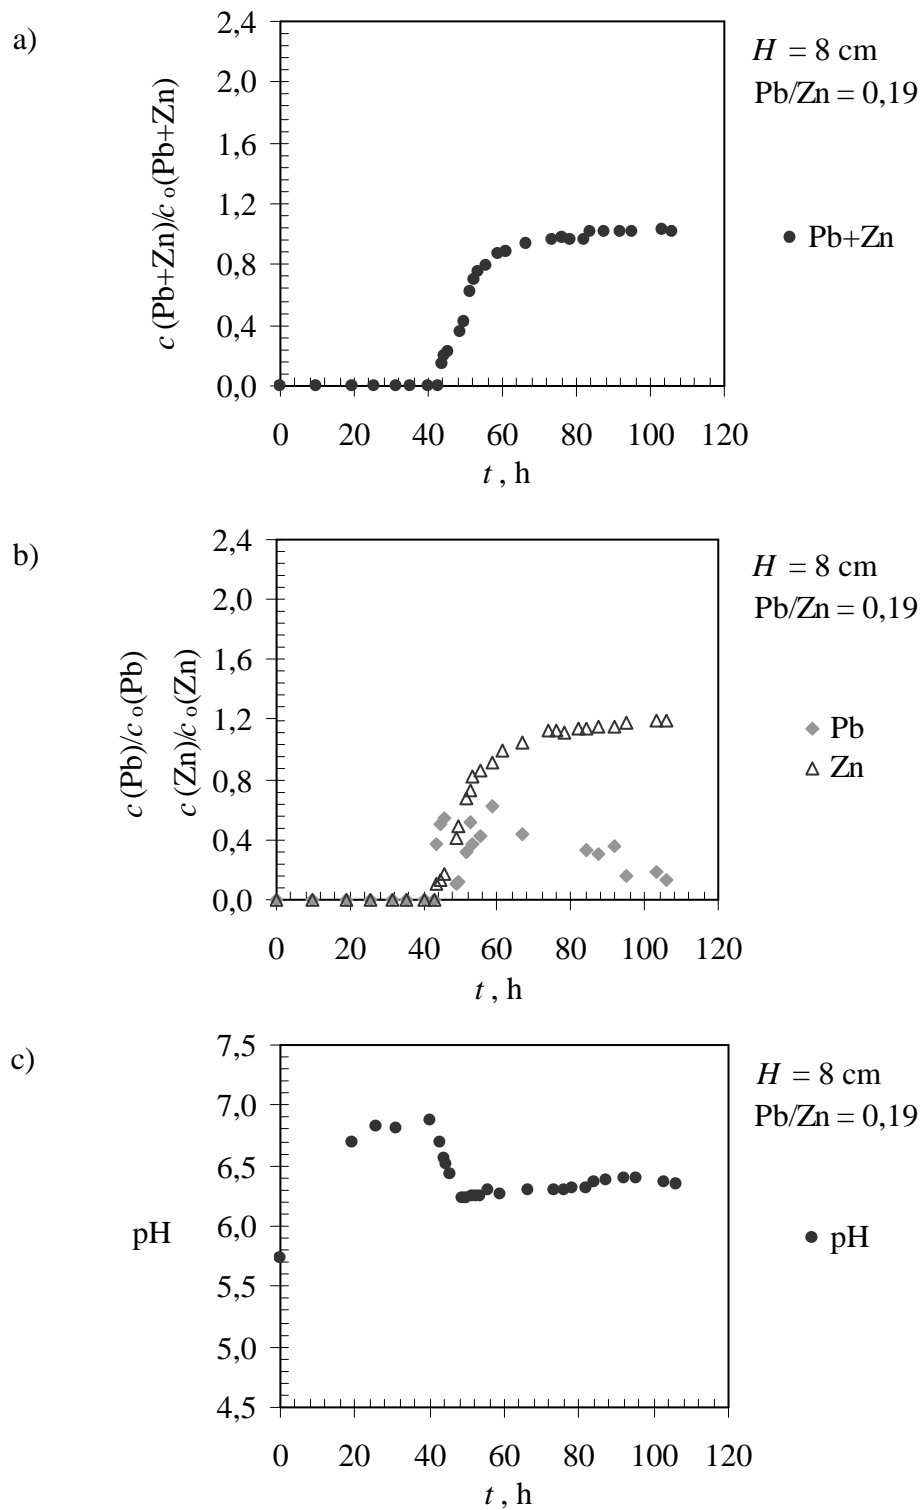 a)
H = 8 cm
Pb/Zn = 0,19
c (Pb+Zn)/c o(Pb+Zn)
2,4
2,0
1,6
1,2
0,8
0,4
0,0
Pb+Zn
0 20 40 60 80 100 120
t , h
b)
H = 8 cm
Pb/Zn = 0,19
c (Pb)/c o(Pb)
c (Zn)/c o(Zn)
2,4
2,0
1,6
1,2
0,8
0,4
0,0
Pb
Zn
0 20 40 60 80 100 120
t , h
c)
H = 8 cm
Pb/Zn = 0,19
pH
7,5
7,0
6,5
6,0
5,5
5,0
4,5
pH
0 20 40 60 80 100 120
t , h